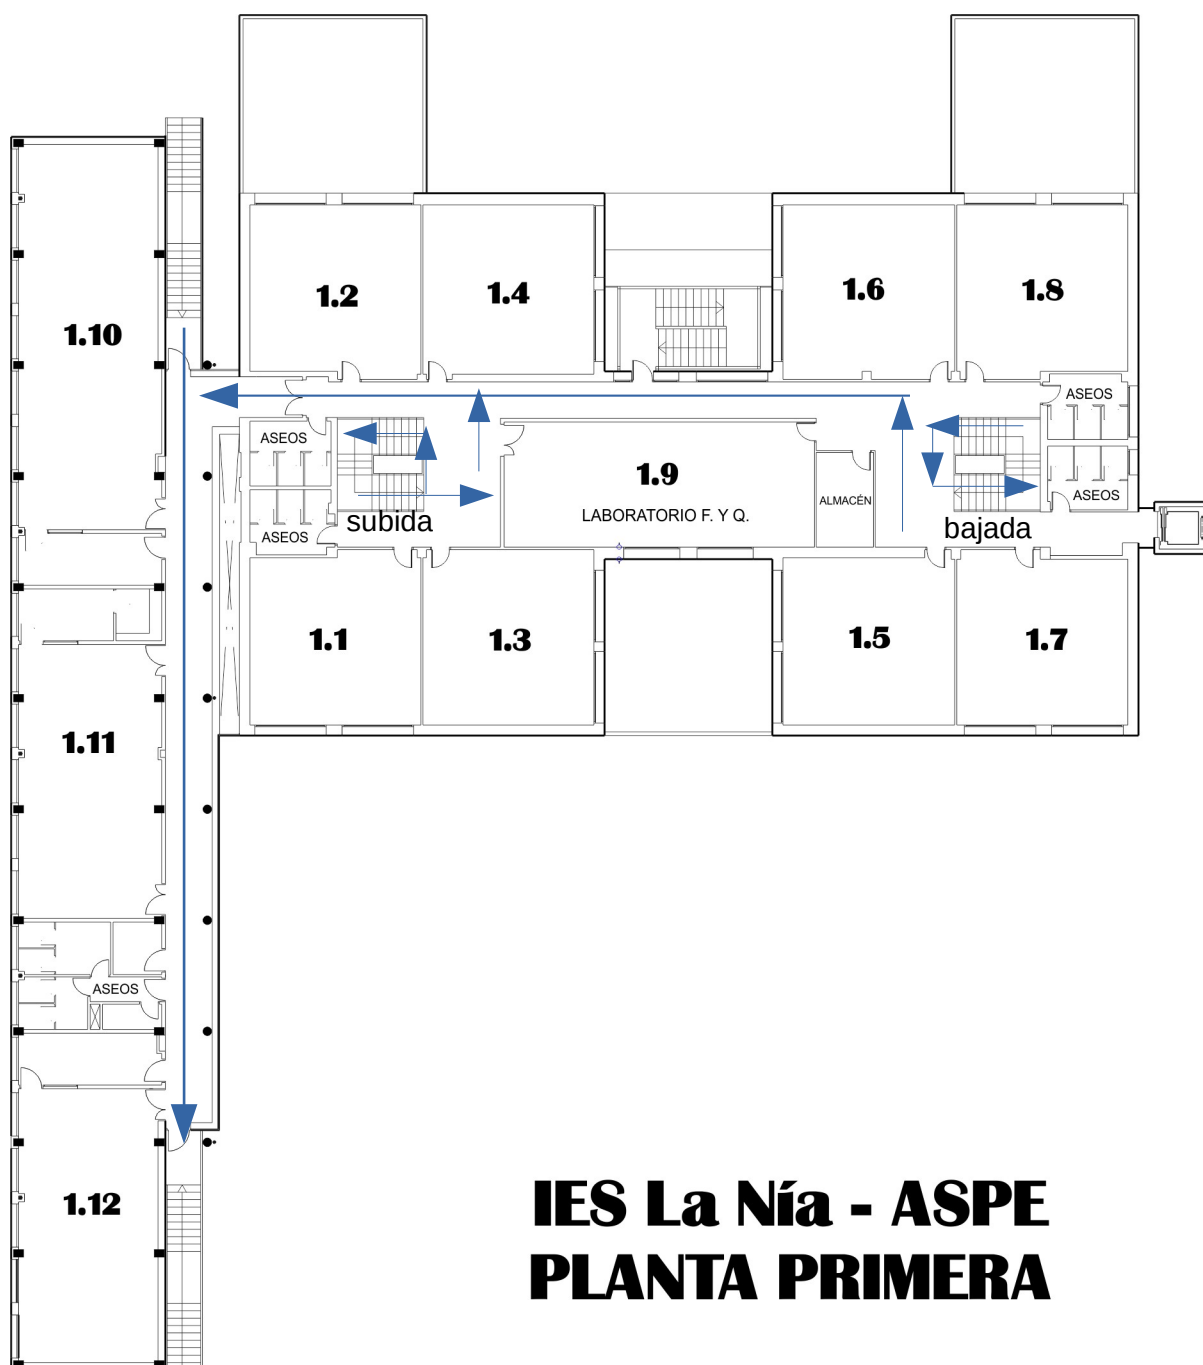 1.2
1.4
1.6
1.8
1.10
ASEOS
ASEOS
1.9
ALMACÉN
LABORATORIO F. Y Q.
ASEOS
subida
bajada
ASEOS
1.1
1.3
1.5
1.7
1.11
ASEOS
1.12
IES La Nía - ASPE
PLANTA PRIMERA